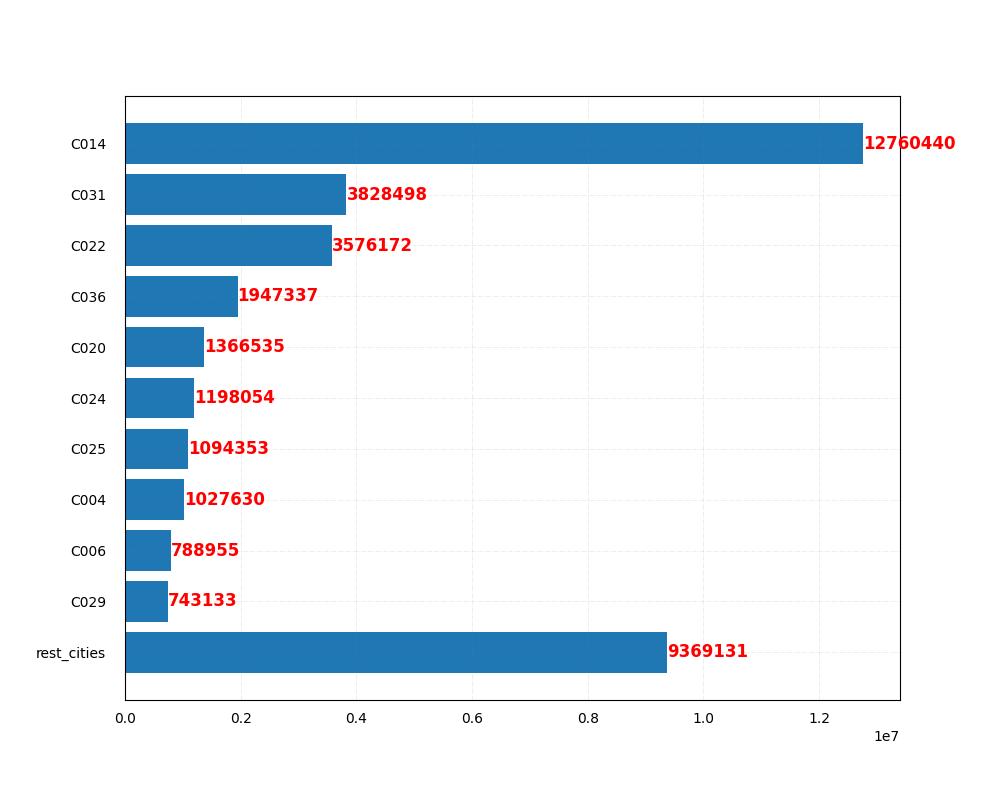 C014 12760440
C031 3828498
C022 3576172
C036 1947337
C020 1366535
C024 1198054
C025 1094353
C004 1027630
C006 788955
C029 743133
rest_cities 9369131
0.0 0.2 0.4 0.6 0.8 1.0 1.2
1e7